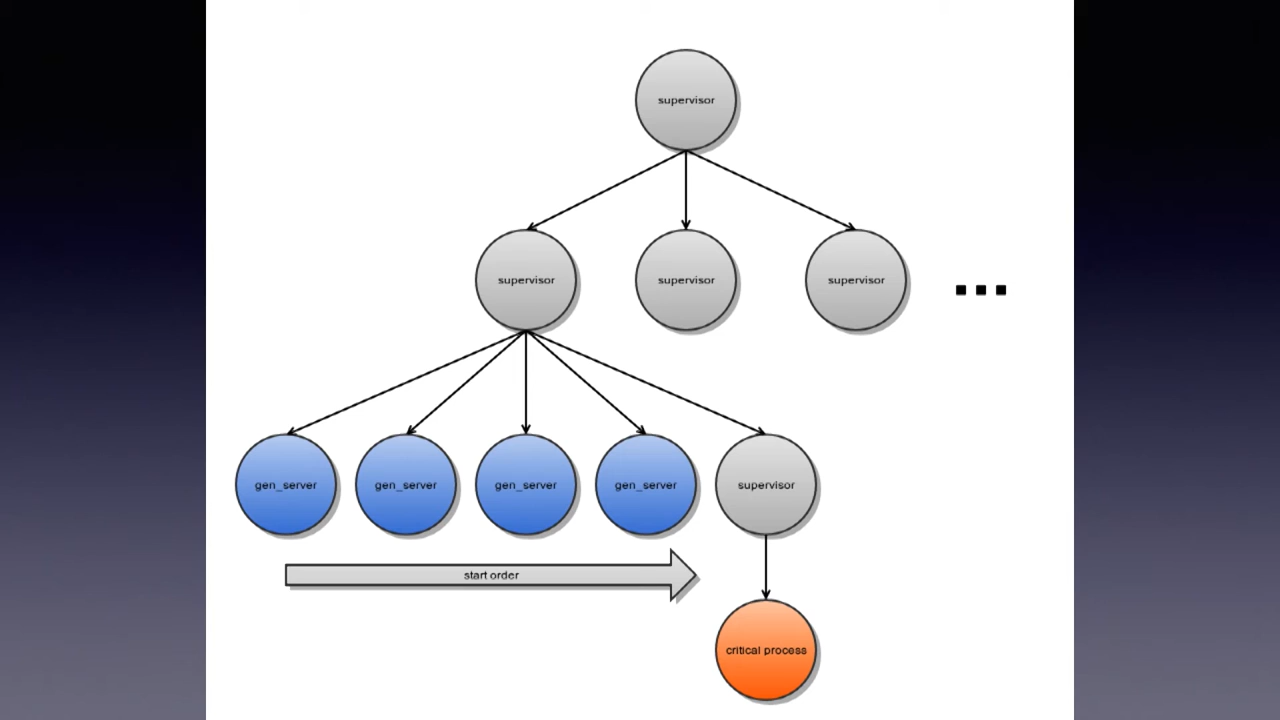 supervisor
supervisor
supervisor
supervisor
gen_server
gen_server
gen_server
gen_server
supervisor
start order
critical process